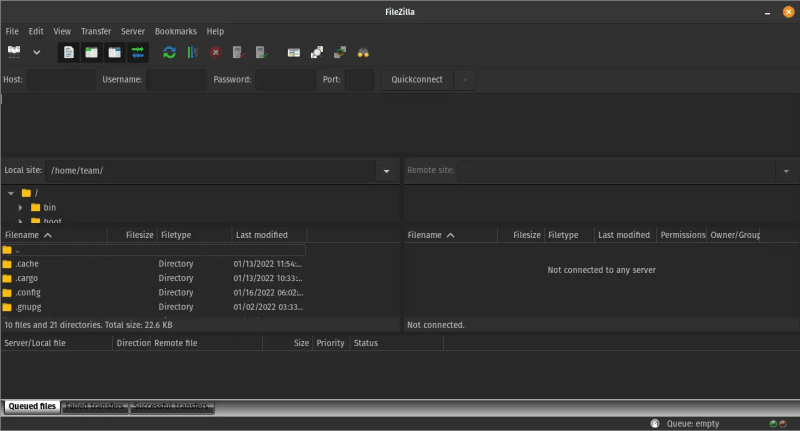 FileZilla
File Edit View Transfer Server Bookmarks Help
Host: Username: Password: Port: Quickconnect
Local site: /home/team/ Remote site:
/
bin
boot
Filename Filesize Filetype Last modified Filename Filesize Filetype Last modified Permissions Owner/Group
..
.cache Directory 01/13/2022 11:54:...
.cargo Directory 01/13/2022 10:33:...
.config Directory 01/16/2022 06:02:...
.gnupg Directory 01/02/2022 03:33...
Not connected to any server
10 files and 21 directories. Total size: 22.6 KB Not connected.
Server/Local file Direction Remote file Size Priority Status
Queued files Failed transfers Successful transfers
Queue: empty